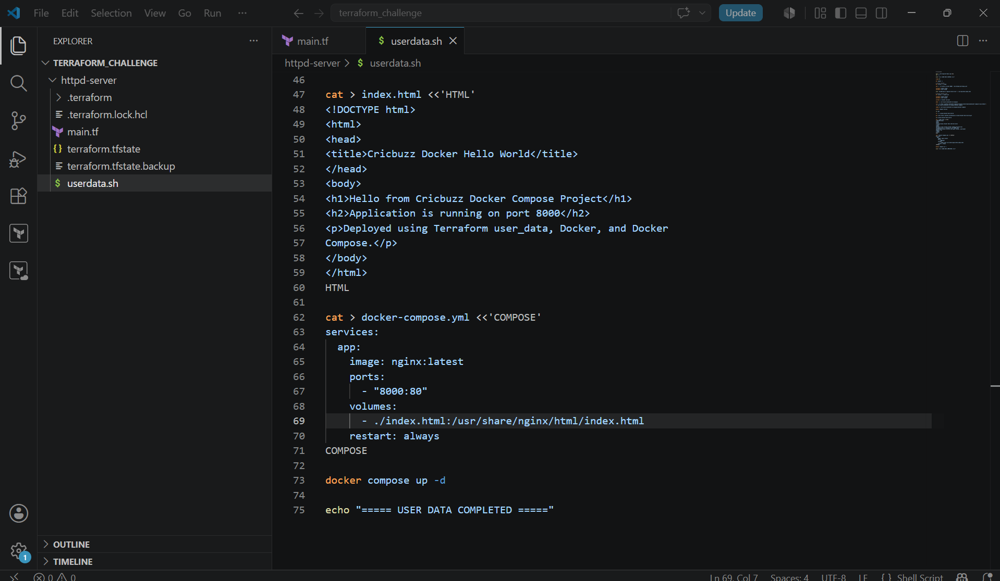 File Edit Selection View Go Run ···
terraform_challenge
Update
EXPLORER
TERRAFORM_CHALLENGE
httpd-server
.terraform
.terraform.lock.hcl
main.tf
{} terraform.tfstate
terraform.tfstate.backup
$ userdata.sh
OUTLINE
TIMELINE
1
main.tf
$ userdata.sh
httpd-server > $ userdata.sh
46
47 cat > index.html <<'HTML'
48 <!DOCTYPE html>
49 <html>
50 <head>
51 <title>Cricbuzz Docker Hello World</title>
52 </head>
53 <body>
54 <h1>Hello from Cricbuzz Docker Compose Project</h1>
55 <h2>Application is running on port 8000</h2>
56 <p>Deployed using Terraform user_data, Docker, and Docker
57 Compose.</p>
58 </body>
59 </html>
60 HTML
61
62 cat > docker-compose.yml <<'COMPOSE'
63 services:
64   app:
65     image: nginx:latest
66     ports:
67       - "8000:80"
68     volumes:
69       - ./index.html:/usr/share/nginx/html/index.html
70     restart: always
71 COMPOSE
72
73 docker compose up -d
74
75 echo "===== USER DATA COMPLETED ====="
0 0
Ln 69, Col 7 Spaces: 4 UTF-8 LF {} Shell Script